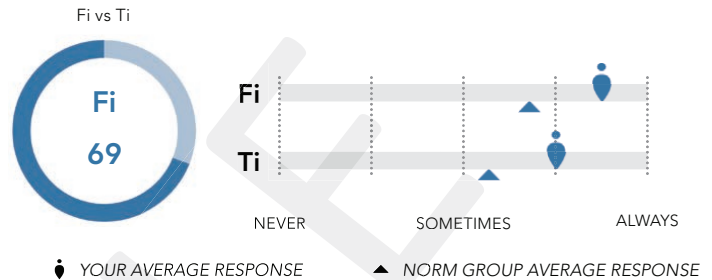 Fi vs Ti
Fi
69
Fi
Ti
NEVER
SOMETIMES
ALWAYS
YOUR AVERAGE RESPONSE
NORM GROUP AVERAGE RESPONSE